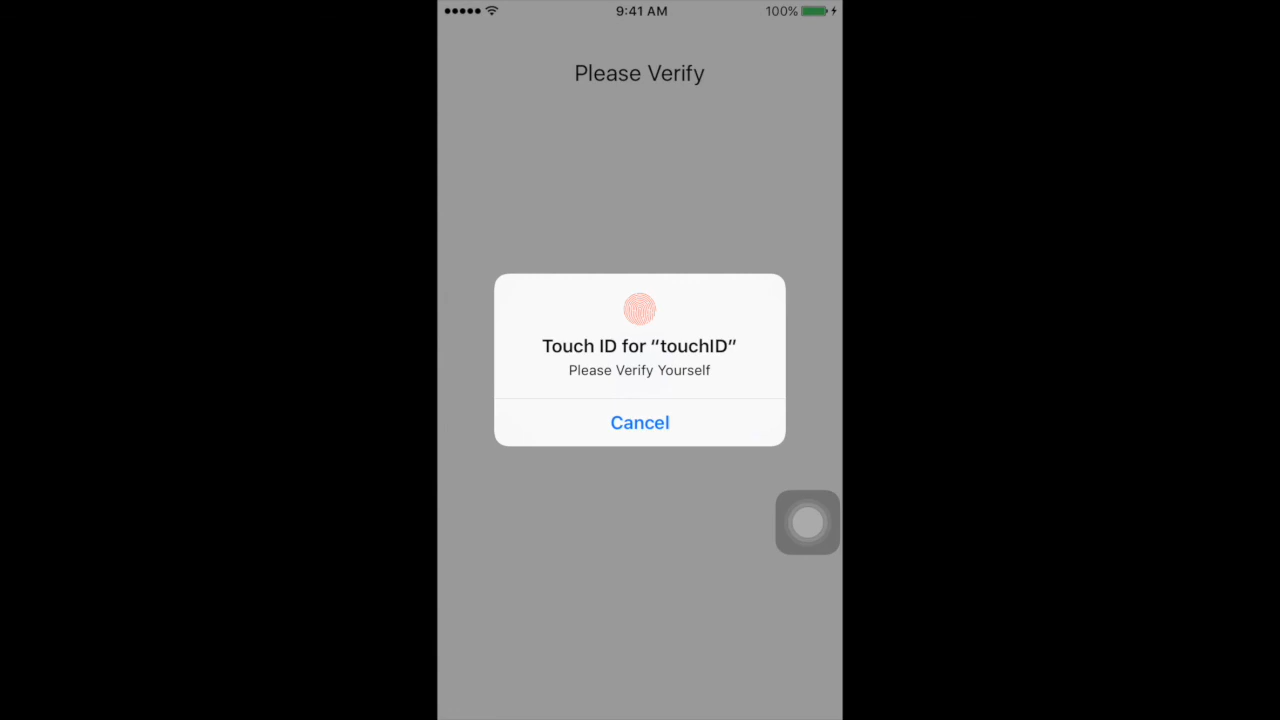 9:41 AM 100%
Please Verify
Touch ID for “touchID”
Please Verify Yourself
Cancel